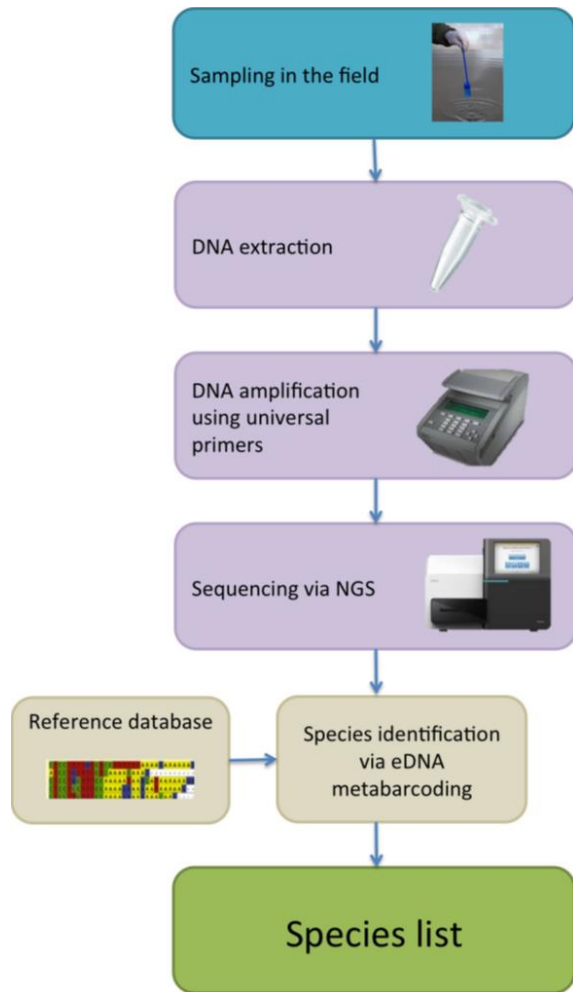 Sampling in the field
DNA extraction
DNA amplification
using universal
primers
Sequencing via NGS
Reference database
Species identification
via eDNA
metabarcoding
Species list